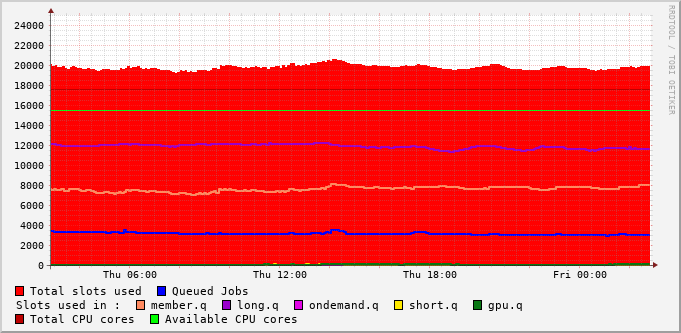 24000
22000
20000
18000
16000
14000
12000
10000
8000
6000
4000
2000
0
Thu 06:00 Thu 12:00 Thu 18:00 Fri 00:00
Total slots used Queued Jobs
Slots used in : member.q long.q ondemand.q short.q gpu.q
Total CPU cores Available CPU cores
RRDTOOL / TOBI OETIKER